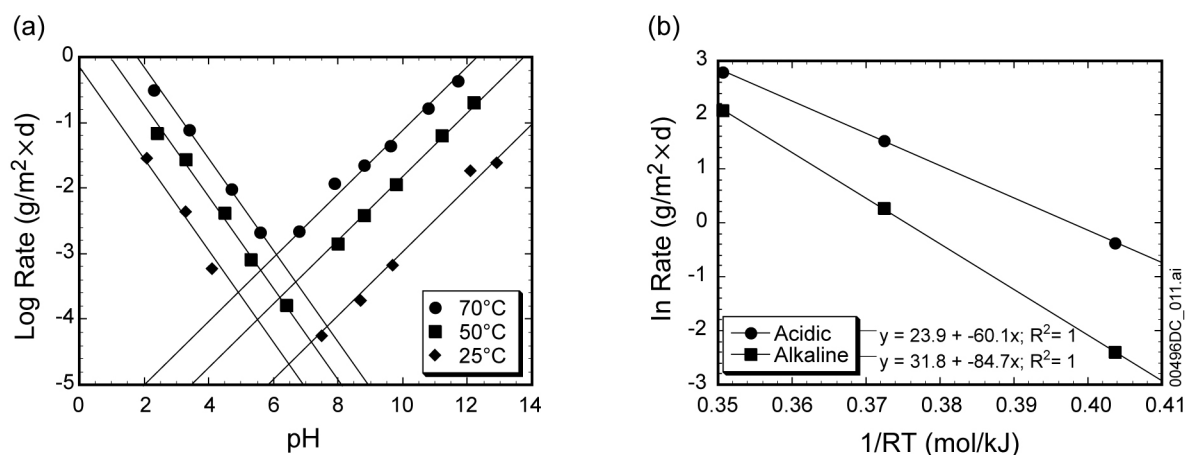 (a)
0
-1
-2
-3
-4
-5
Log Rate (g/m²×d)
70°C
50°C
25°C
0 2 4 6 8 10 12 14
pH
(b)
3
2
1
0
-1
-2
-3
ln Rate (g/m²×d)
Acidic y = 23.9 + -60.1x; R²= 1
Alkaline y = 31.8 + -84.7x; R²= 1
0.35 0.36 0.37 0.38 0.39 0.40 0.41
1/RT (mol/kJ)
00496DC_011.ai